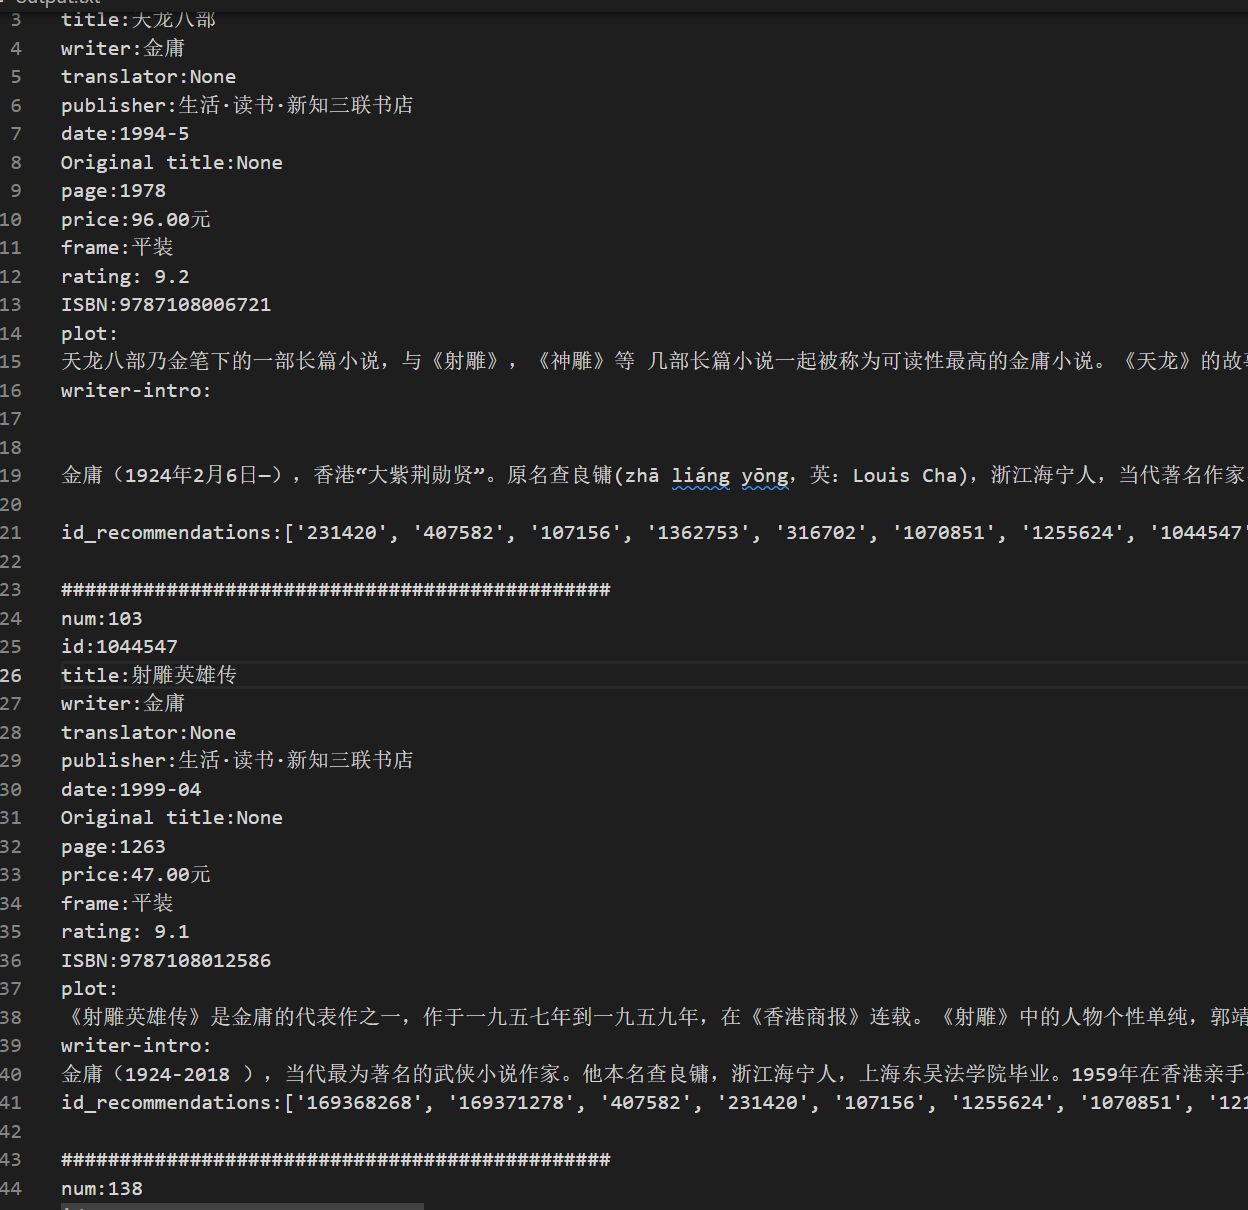 output.txt
3 title:天龙八部
4 writer:金庸
5 translator:None
6 publisher:生活·读书·新知三联书店
7 date:1994-5
8 Original title:None
9 page:1978
10 price:96.00元
11 frame:平装
12 rating: 9.2
13 ISBN:9787108006721
14 plot:
15 天龙八部乃金笔下的一部长篇小说，与《射雕》，《神雕》等 几部长篇小说一起被称为可读性最高的金庸小说。《天龙》的故
16 writer-intro:
17
18
19 金庸（1924年2月6日—），香港“大紫荆勋贤”。原名查良镛(zhā liáng yōng，英：Louis Cha)，浙江海宁人，当代著名作家
20
21 id_recommendations:['231420', '407582', '107156', '1362753', '316702', '1070851', '1255624', '1044547'
22
23 ###############################################
24 num:103
25 id:1044547
26 title:射雕英雄传
27 writer:金庸
28 translator:None
29 publisher:生活·读书·新知三联书店
30 date:1999-04
31 Original title:None
32 page:1263
33 price:47.00元
34 frame:平装
35 rating: 9.1
36 ISBN:9787108012586
37 plot:
38 《射雕英雄传》是金庸的代表作之一，作于一九五七年到一九五九年，在《香港商报》连载。《射雕》中的人物个性单纯，郭靖
39 writer-intro:
40 金庸（1924-2018 ），当代最为著名的武侠小说作家。他本名查良镛，浙江海宁人，上海东吴法学院毕业。1959年在香港亲手
41 id_recommendations:['169368268', '169371278', '407582', '231420', '107156', '1255624', '1070851', '121
42
43 ###############################################
44 num:138